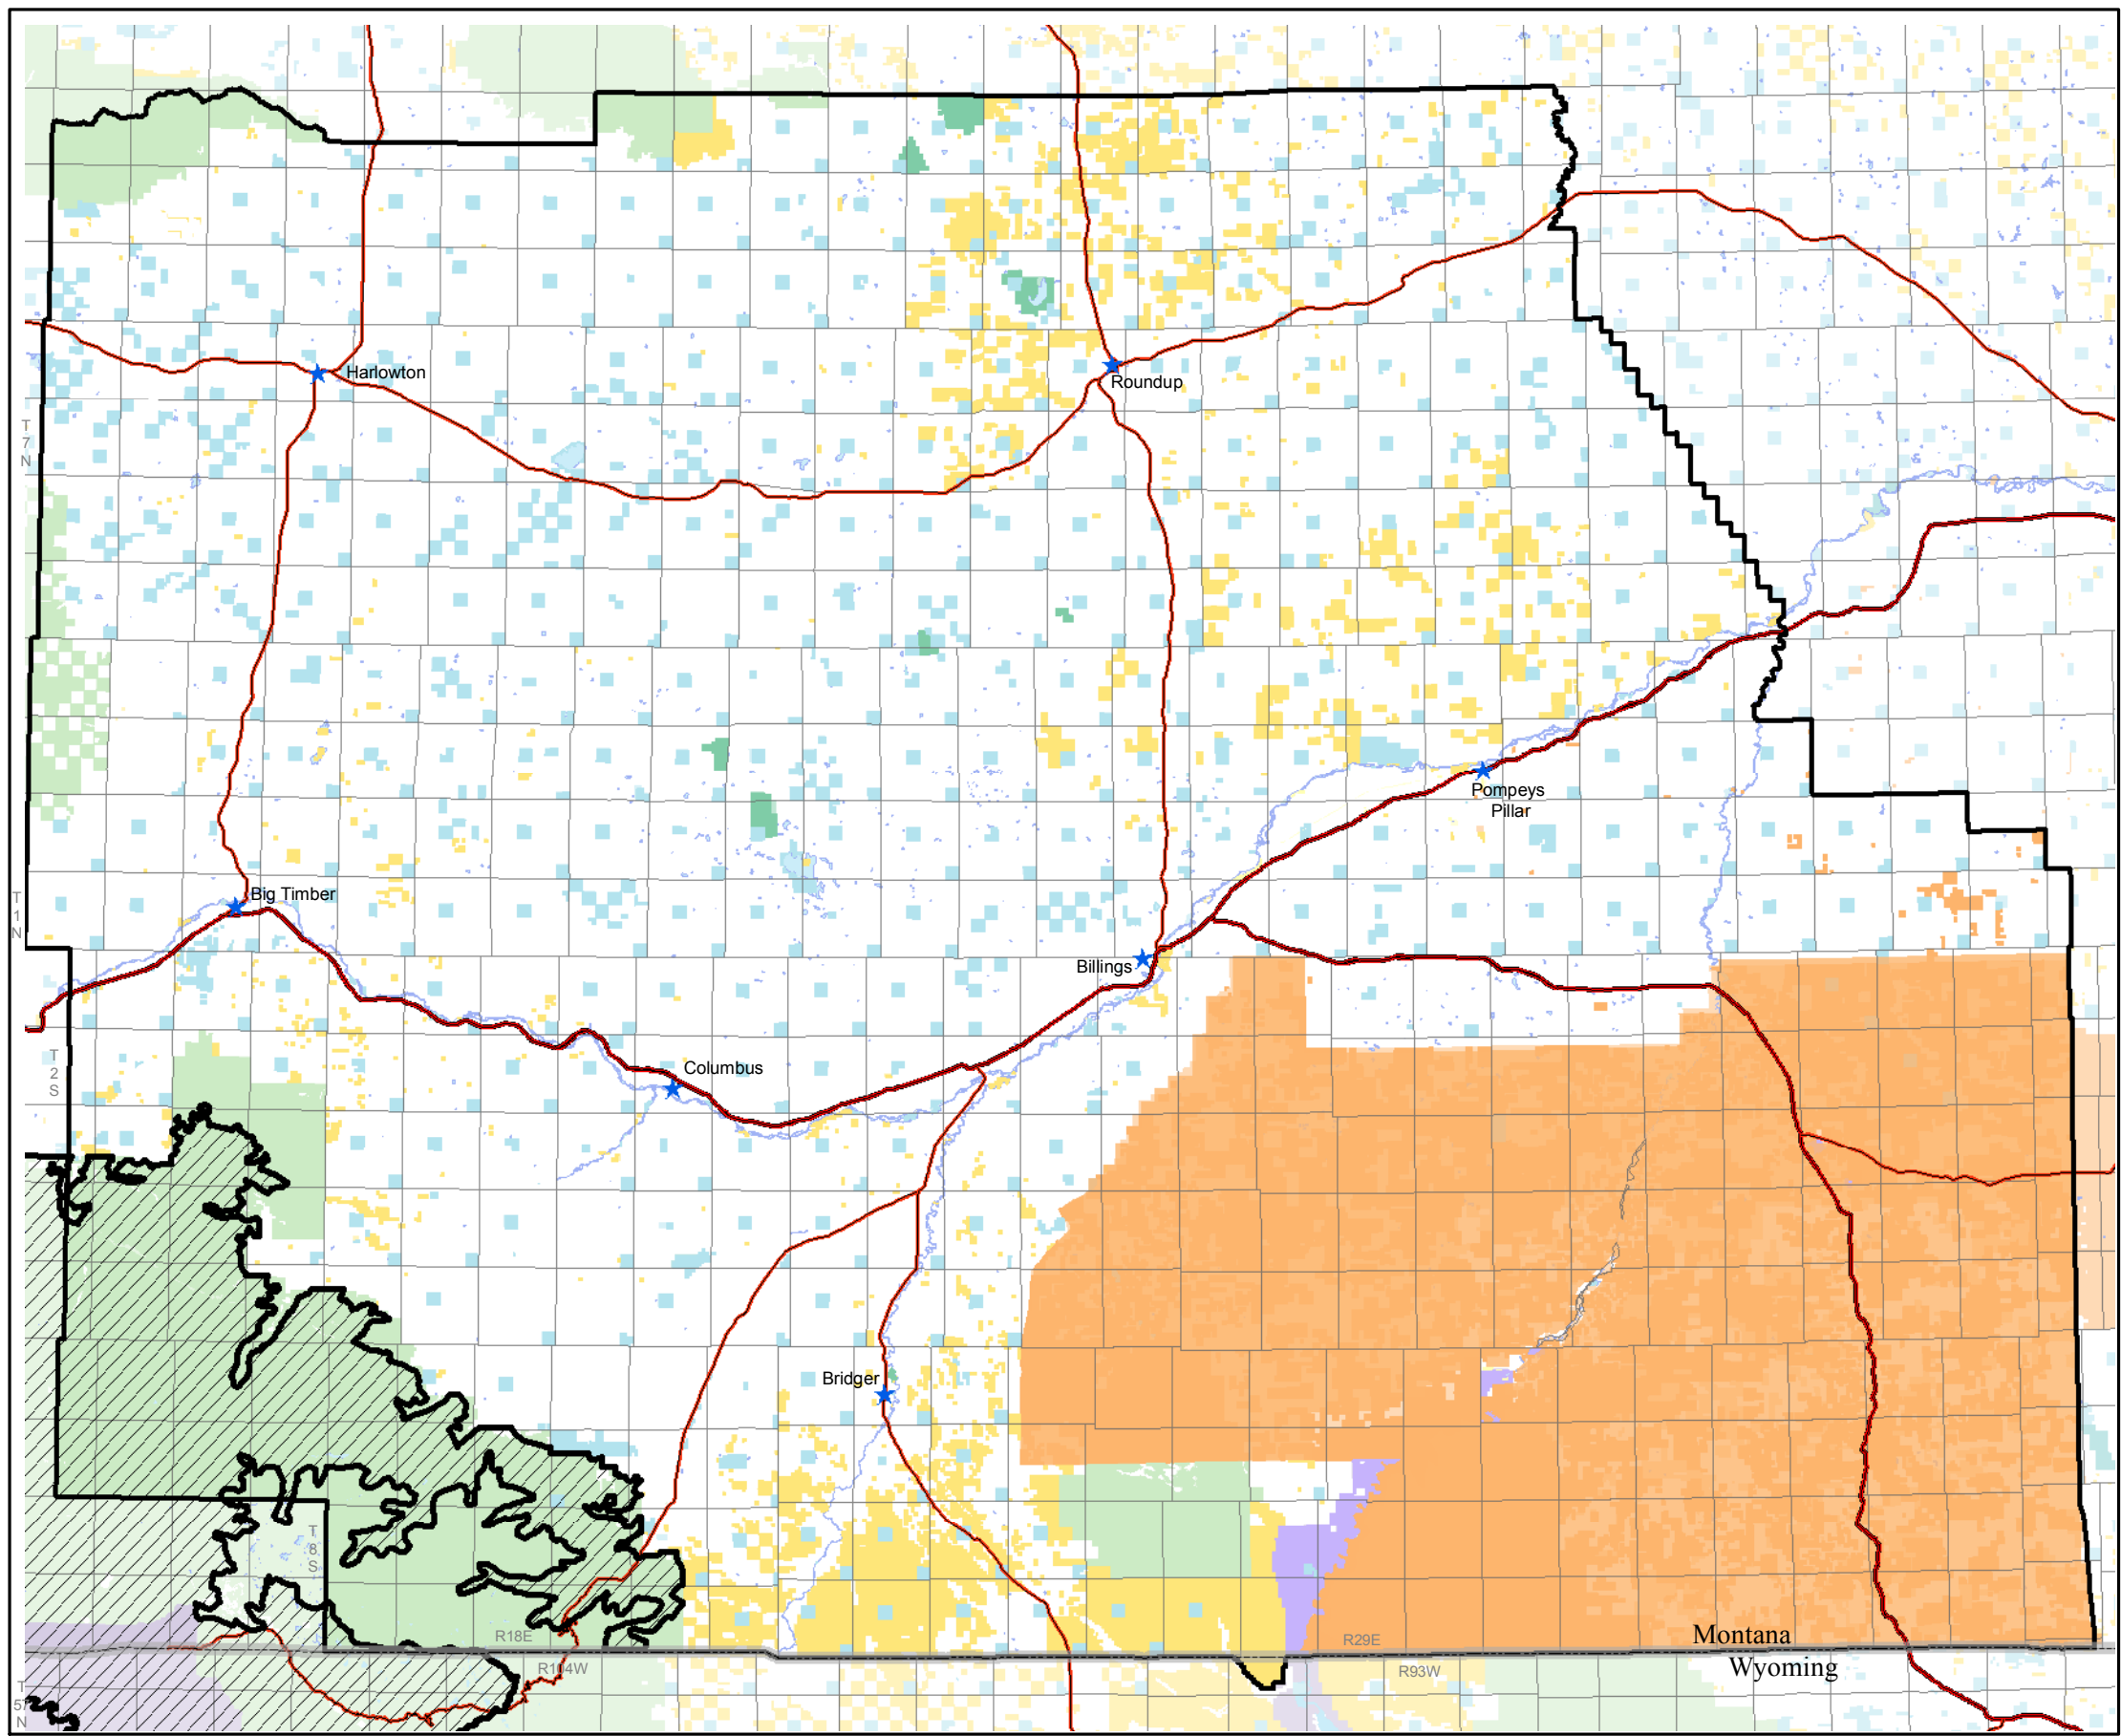 Harlowton
Roundup
T
7
N
Pompeys
Pillar
Big Timber
T
1
N
Billings
T
2
S
Columbus
Bridger
T
8
S
R18E
R29E
Montana
R104W
R93W
Wyoming
T
57
N